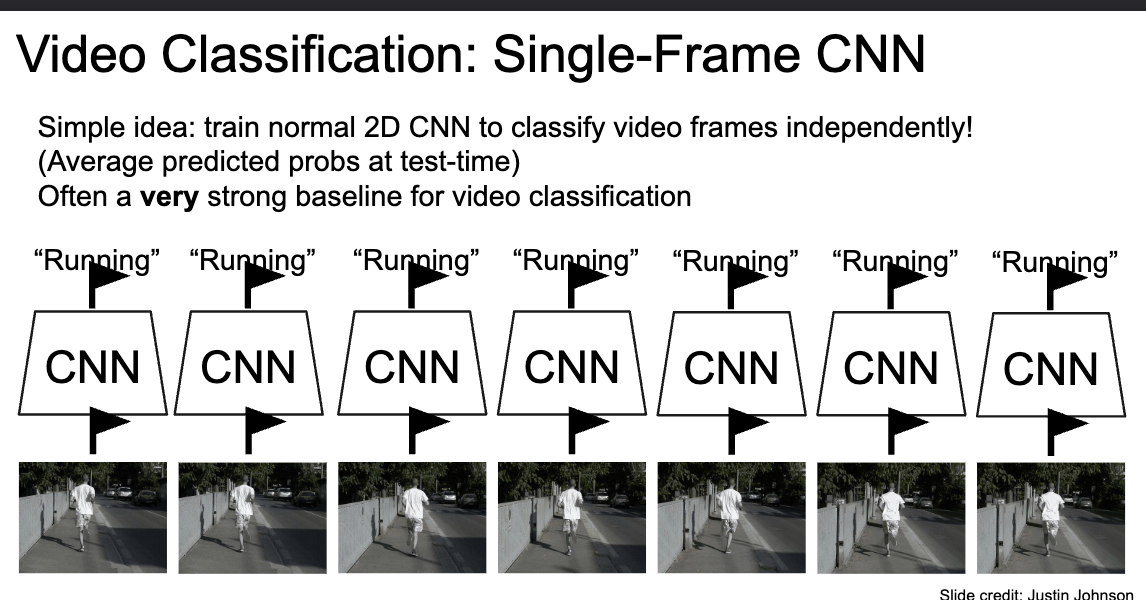 Video Classification: Single-Frame CNN
Simple idea: train normal 2D CNN to classify video frames independently!
(Average predicted probs at test-time)
Often a very strong baseline for video classification
“Running” “Running” “Running” “Running” “Running” “Running” “Running”
CNN CNN CNN CNN CNN CNN CNN
Slide credit: Justin Johnson